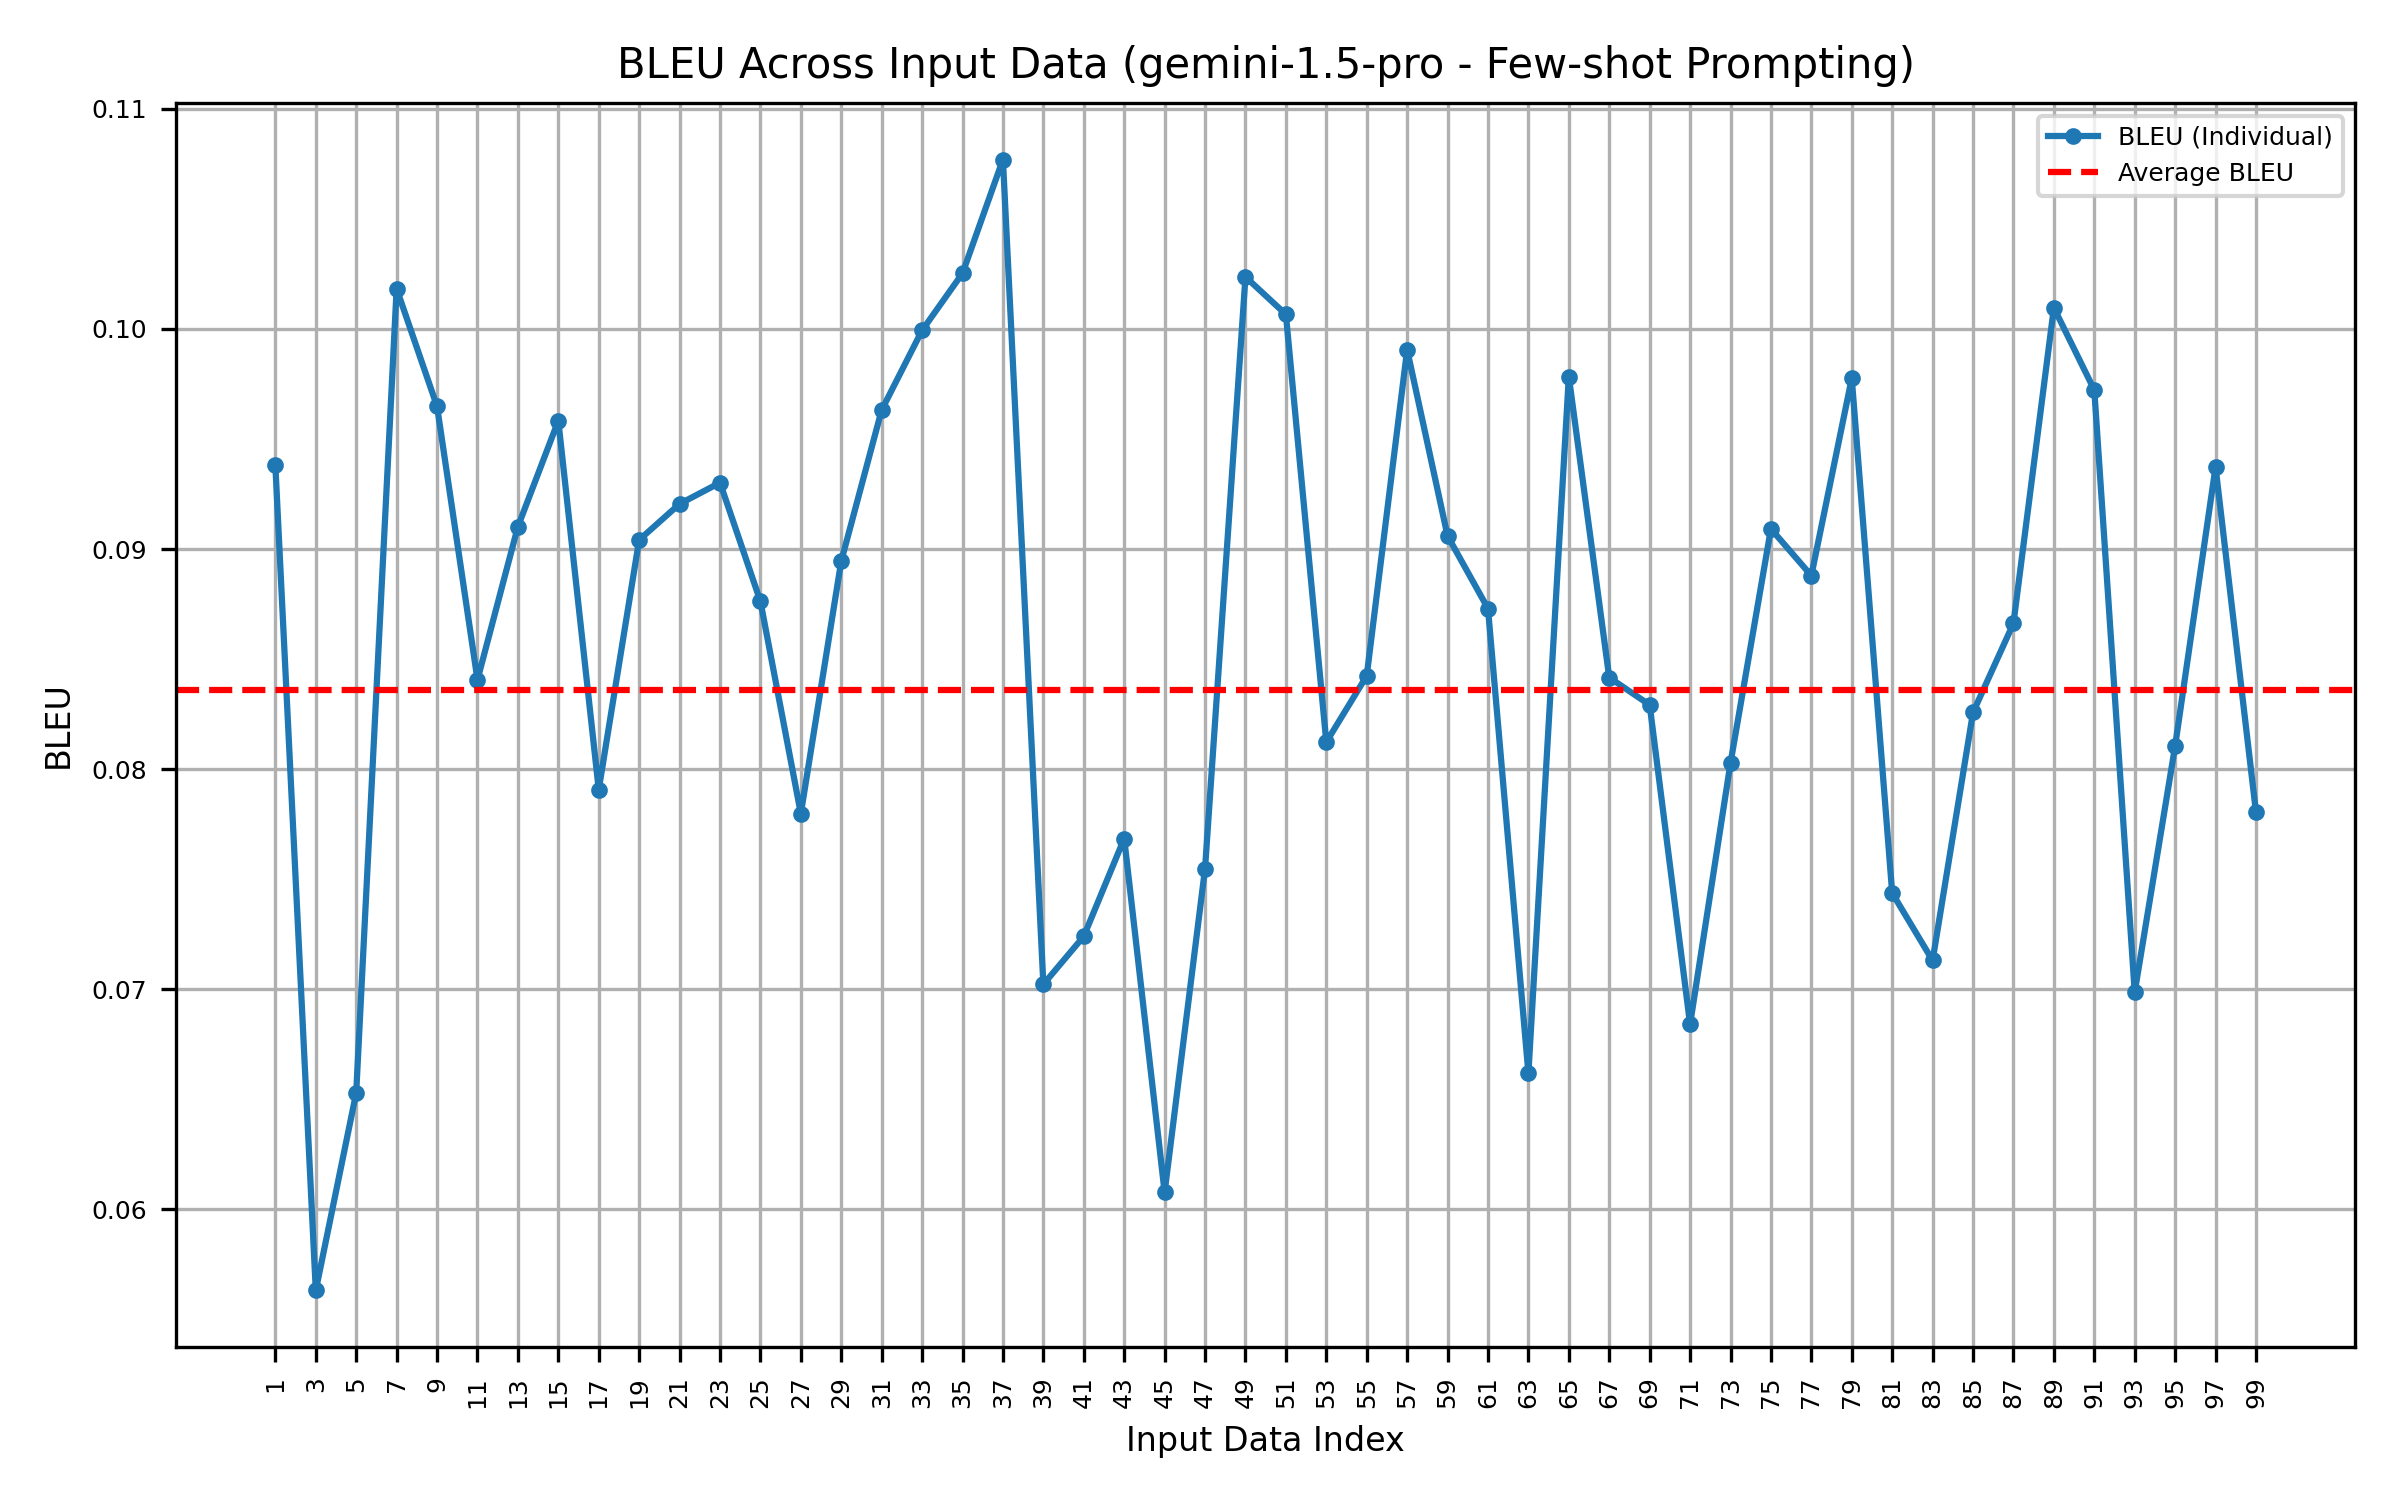 BLEU Across Input Data (gemini-1.5-pro - Few-shot Prompting)
BLEU (Individual)
Average BLEU
BLEU
0.11
0.10
0.09
0.08
0.07
0.06
1 3 5 7 9 11 13 15 17 19 21 23 25 27 29 31 33 35 37 39 41 43 45 47 49 51 53 55 57 59 61 63 65 67 69 71 73 75 77 79 81 83 85 87 89 91 93 95 97 99
Input Data Index